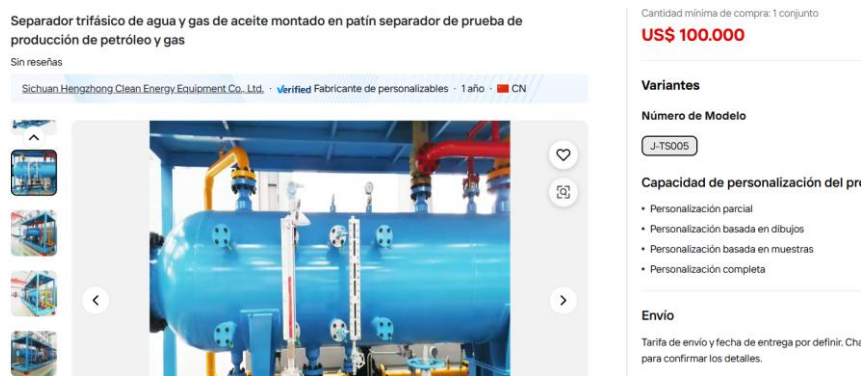 Separador trifásico de agua y gas de aceite montado en patín separador de prueba de
producción de petróleo y gas
Sin reseñas
Sichuan Hengzhong Clean Energy Equipment Co., Ltd. · Verified Fabricante de personalizables · 1 año · CN
Cantidad mínima de compra: 1 conjunto
US$ 100.000
Variantes
Número de Modelo
J-TS005
Capacidad de personalización del pro
• Personalización parcial
• Personalización basada en dibujos
• Personalización basada en muestras
• Personalización completa
Envío
Tarifa de envío y fecha de entrega por definir. Cha
para confirmar los detalles.